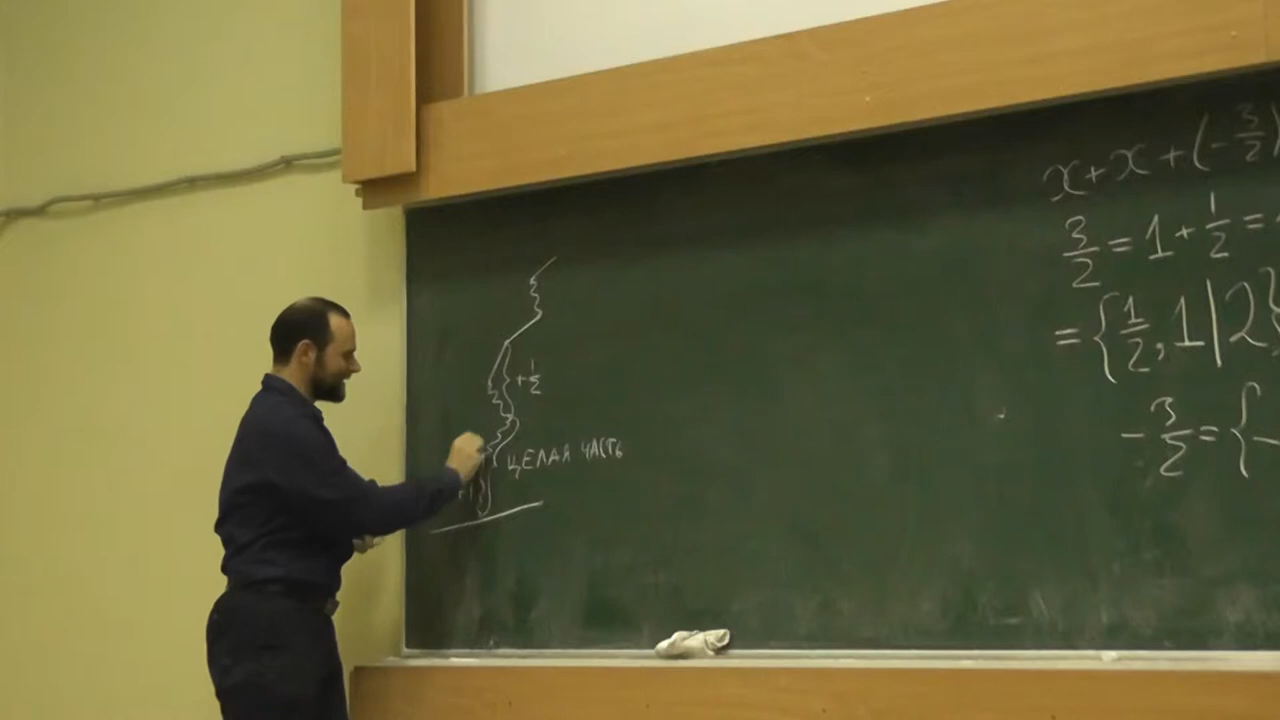 x + x + (-3/2)
3/2 = 1 + 1/2 =
= {1/2, 1 | 2}
- 3/2 = { -
+ 1/2
ЦЕЛАЯ ЧАСТЬ